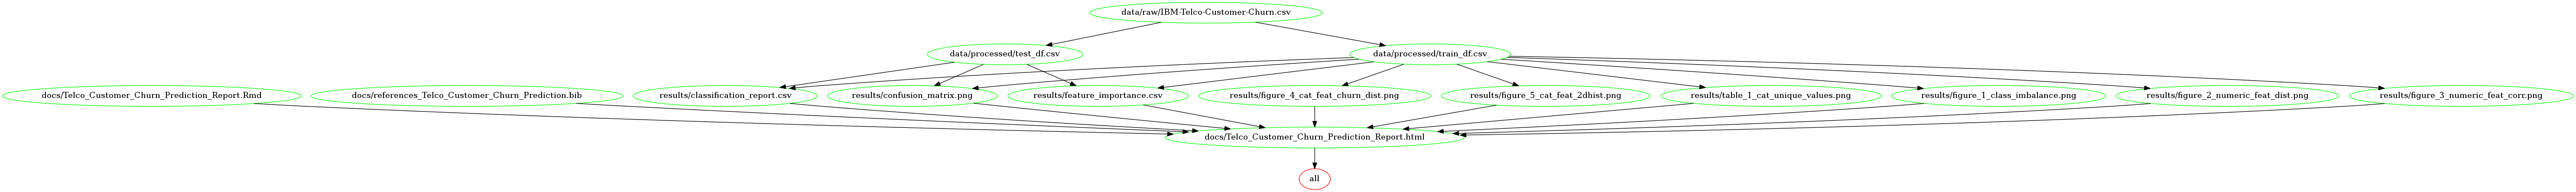 data/raw/IBM-Telco-Customer-Churn.csv
data/processed/test_df.csv
data/processed/train_df.csv
docs/Telco_Customer_Churn_Prediction_Report.Rmd
docs/references_Telco_Customer_Churn_Prediction.bib
results/classification_report.csv
results/confusion_matrix.png
results/feature_importance.csv
results/figure_4_cat_feat_churn_dist.png
results/figure_5_cat_feat_2dhist.png
results/table_1_cat_unique_values.png
results/figure_1_class_imbalance.png
results/figure_2_numeric_feat_dist.png
results/figure_3_numeric_feat_corr.png
docs/Telco_Customer_Churn_Prediction_Report.html
all